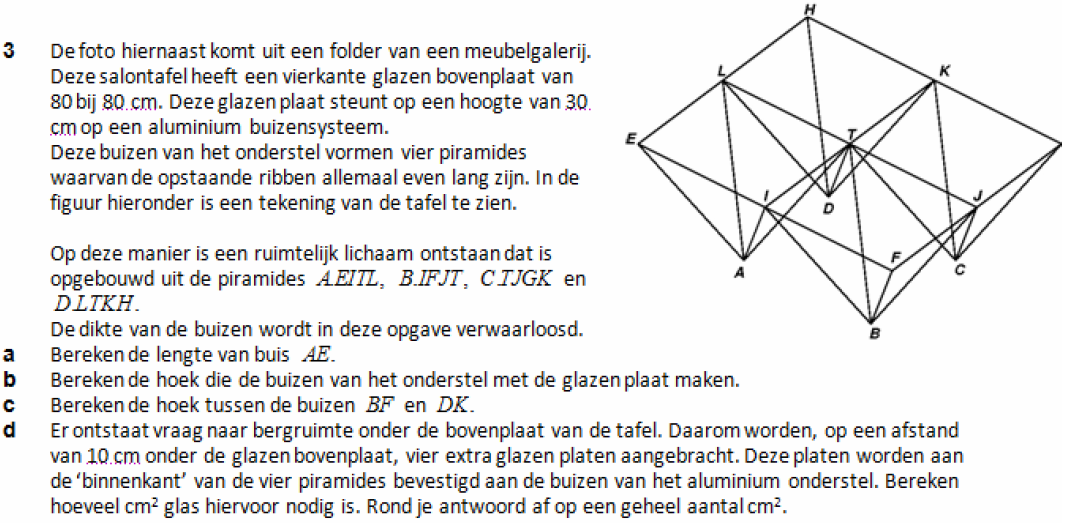 3 De foto hiernaast komt uit een folder van een meubelgalerij.
Deze salontafel heeft een vierkante glazen bovenplaat van
80 bij 80 cm. Deze glazen plaat steunt op een hoogte van 30
cm op een aluminium buizensysteem.
Deze buizen van het onderstel vormen vier piramides
waarvan de opstaande ribben allemaal even lang zijn. In de
figuur hieronder is een tekening van de tafel te zien.
Op deze manier is een ruimtelijk lichaam ontstaan dat is
opgebouwd uit de piramides A.EITL, B.IFJT, C.TJGK en
D.LTKH.
De dikte van de buizen wordt in deze opgave verwaarloosd.
a Bereken de lengte van buis AE.
b Bereken de hoek die de buizen van het onderstel met de glazen plaat maken.
c Bereken de hoek tussen de buizen BF en DK.
d Er ontstaat vraag naar bergruimte onder de bovenplaat van de tafel. Daarom worden, op een afstand
van 10 cm onder de glazen bovenplaat, vier extra glazen platen aangebracht. Deze platen worden aan
de 'binnenkant' van de vier piramides bevestigd aan de buizen van het aluminium onderstel. Bereken
hoeveel cm² glas hiervoor nodig is. Rond je antwoord af op een geheel aantal cm².
H
L
K
E
T
I
D
J
A
F
C
B